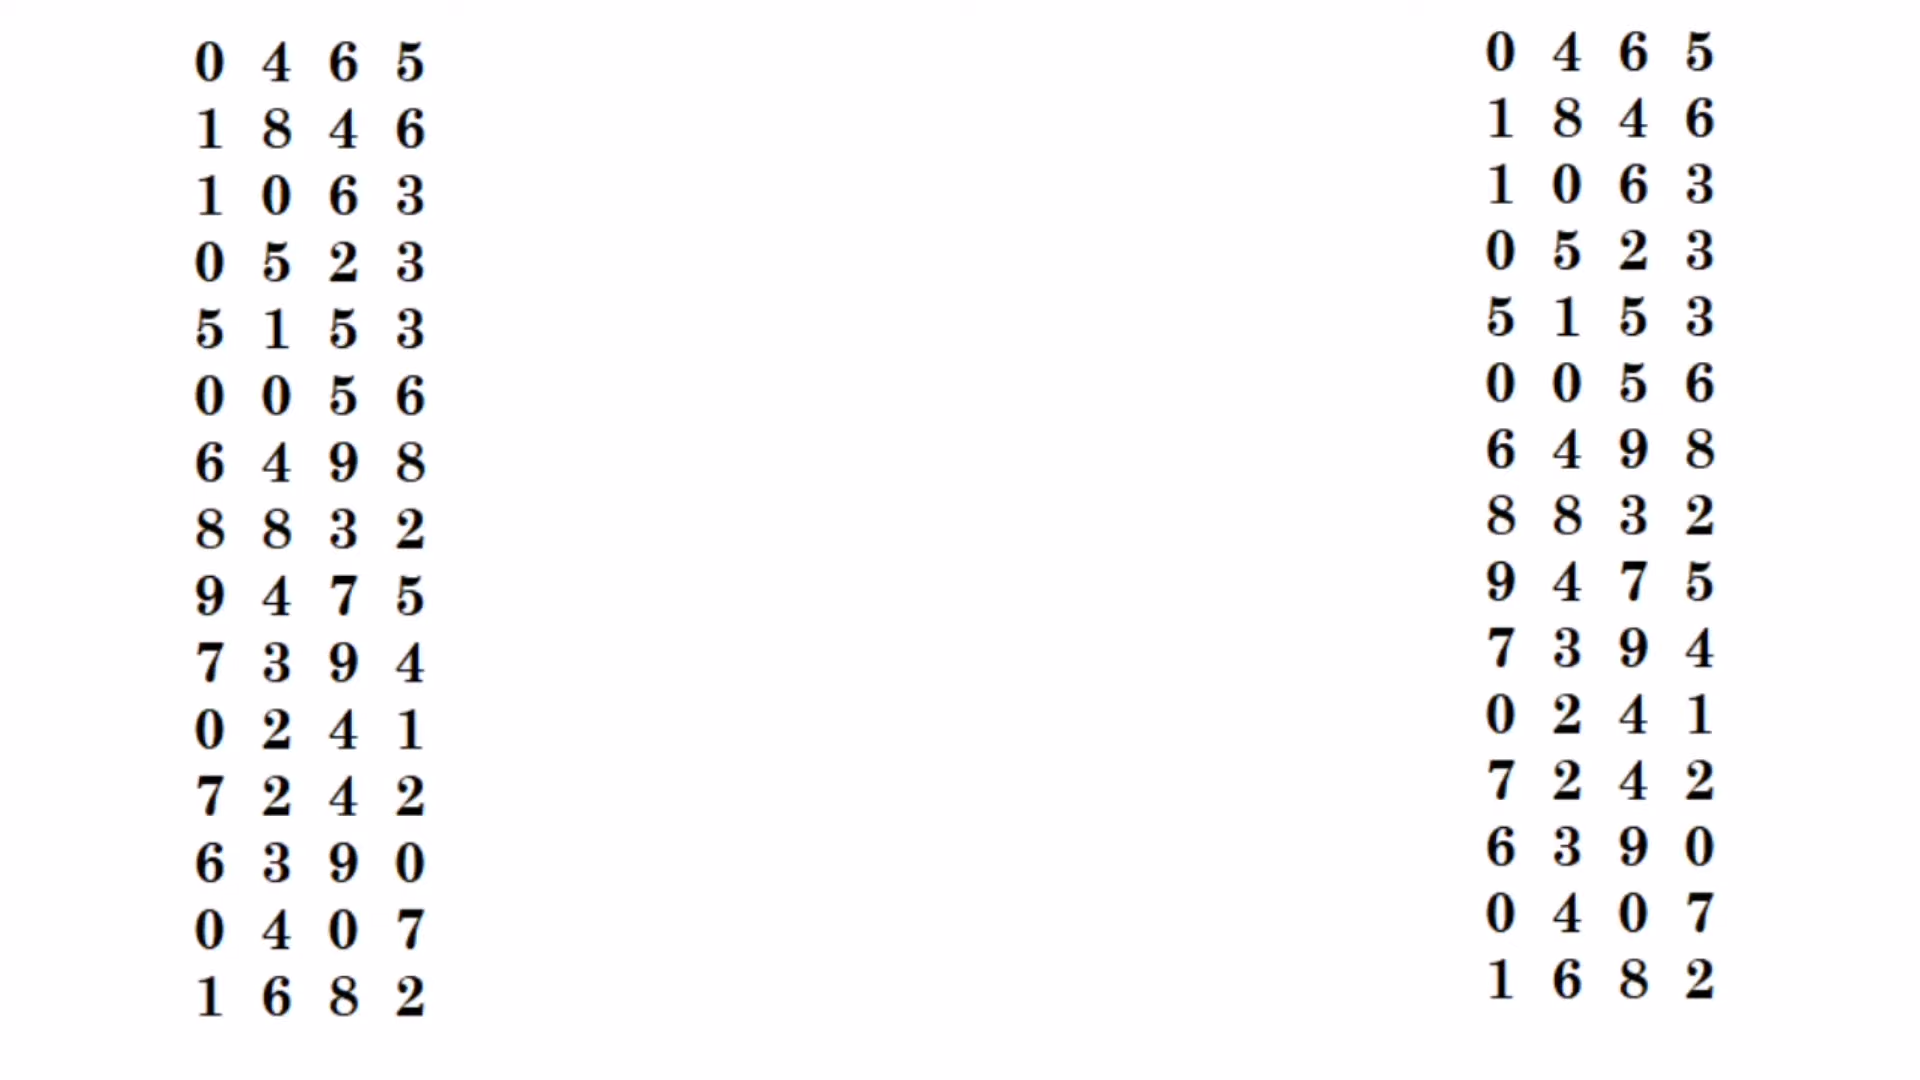 0 4 6 5 0 4 6 5
1 8 4 6 1 8 4 6
1 0 6 3 1 0 6 3
0 5 2 3 0 5 2 3
5 1 5 3 5 1 5 3
0 0 5 6 0 0 5 6
6 4 9 8 6 4 9 8
8 8 3 2 8 8 3 2
9 4 7 5 9 4 7 5
7 3 9 4 7 3 9 4
0 2 4 1 0 2 4 1
7 2 4 2 7 2 4 2
6 3 9 0 6 3 9 0
0 4 0 7 0 4 0 7
1 6 8 2 1 6 8 2